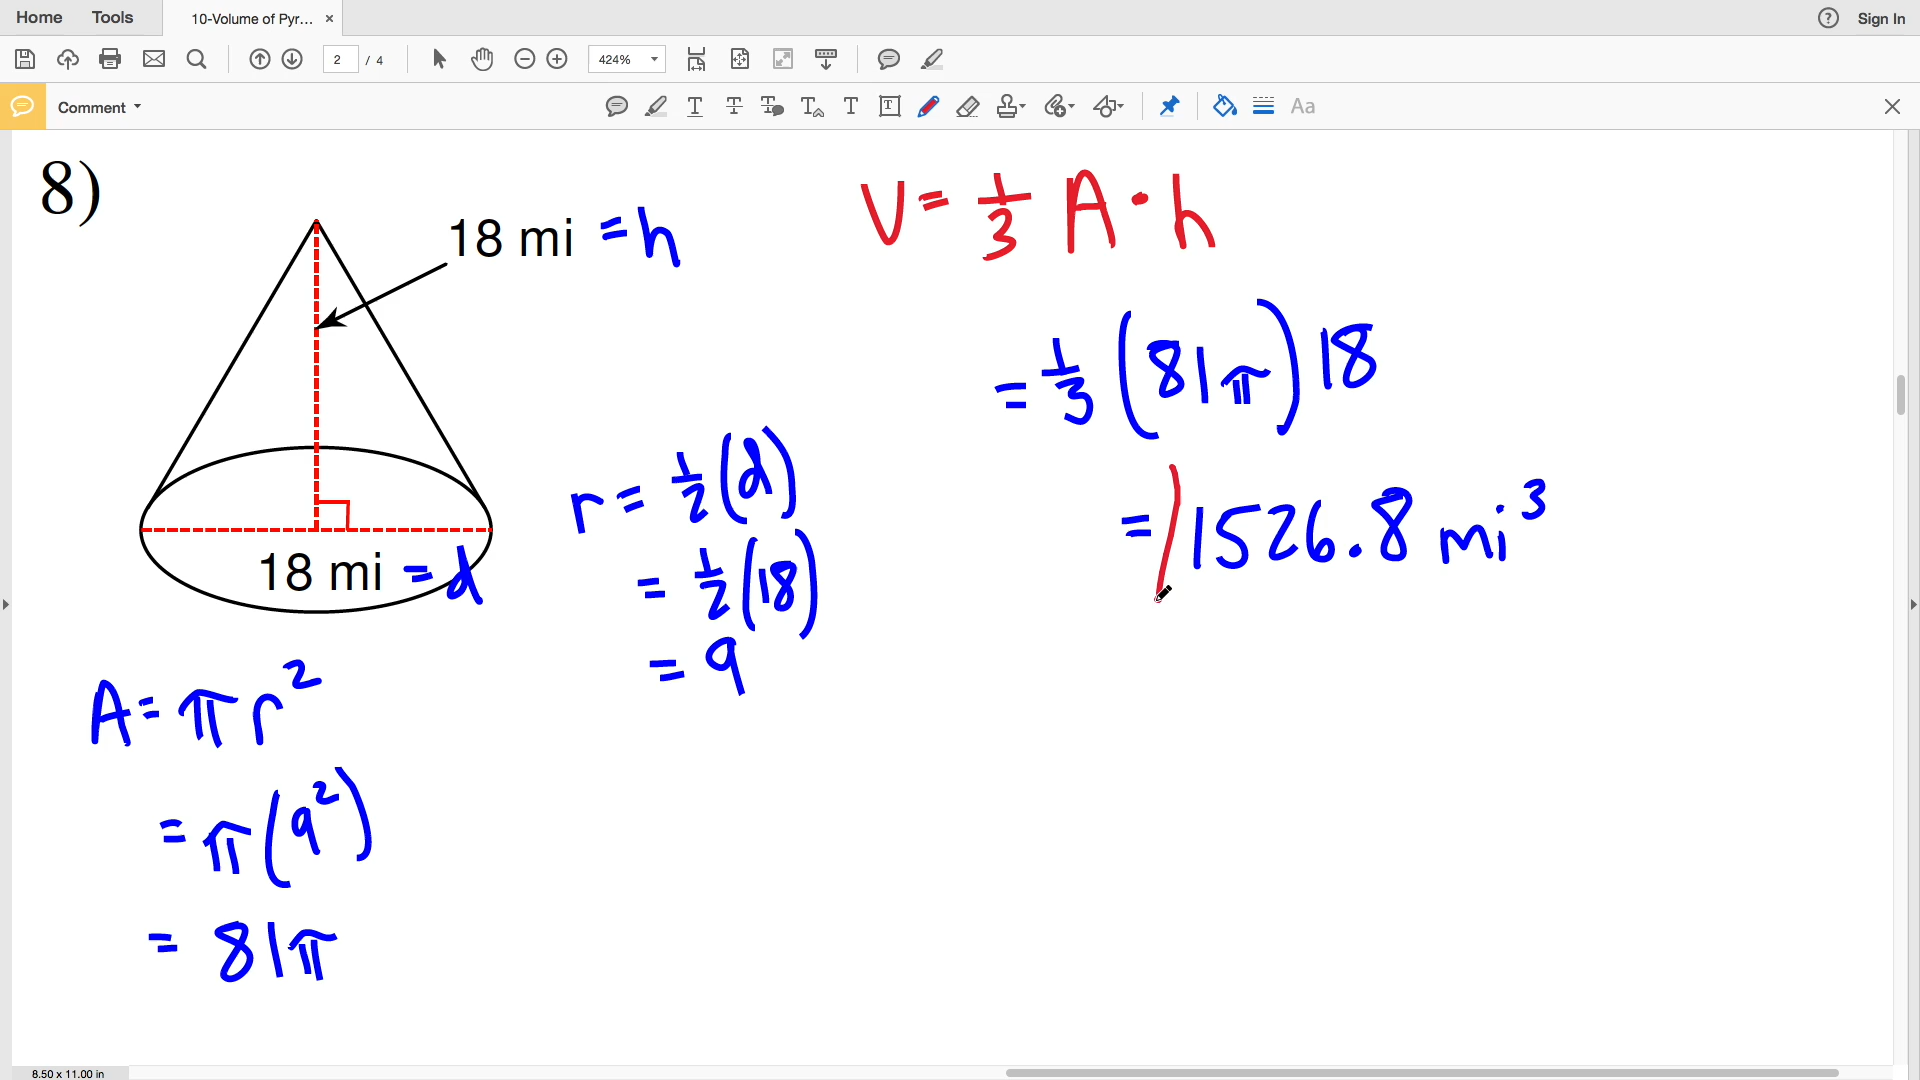 Home Tools 10-Volume of Pyr... × ? Sign In
2 / 4 424%
Comment T T T T T T Aa
8)
18 mi = h
18 mi = d
V = 1/3 A · h
= 1/3 (81π) 18
= 1526.8 mi³
r = 1/2 (d)
= 1/2 (18)
= 9
A = π r²
= π (9²)
= 81π
8.50 x 11.00 in